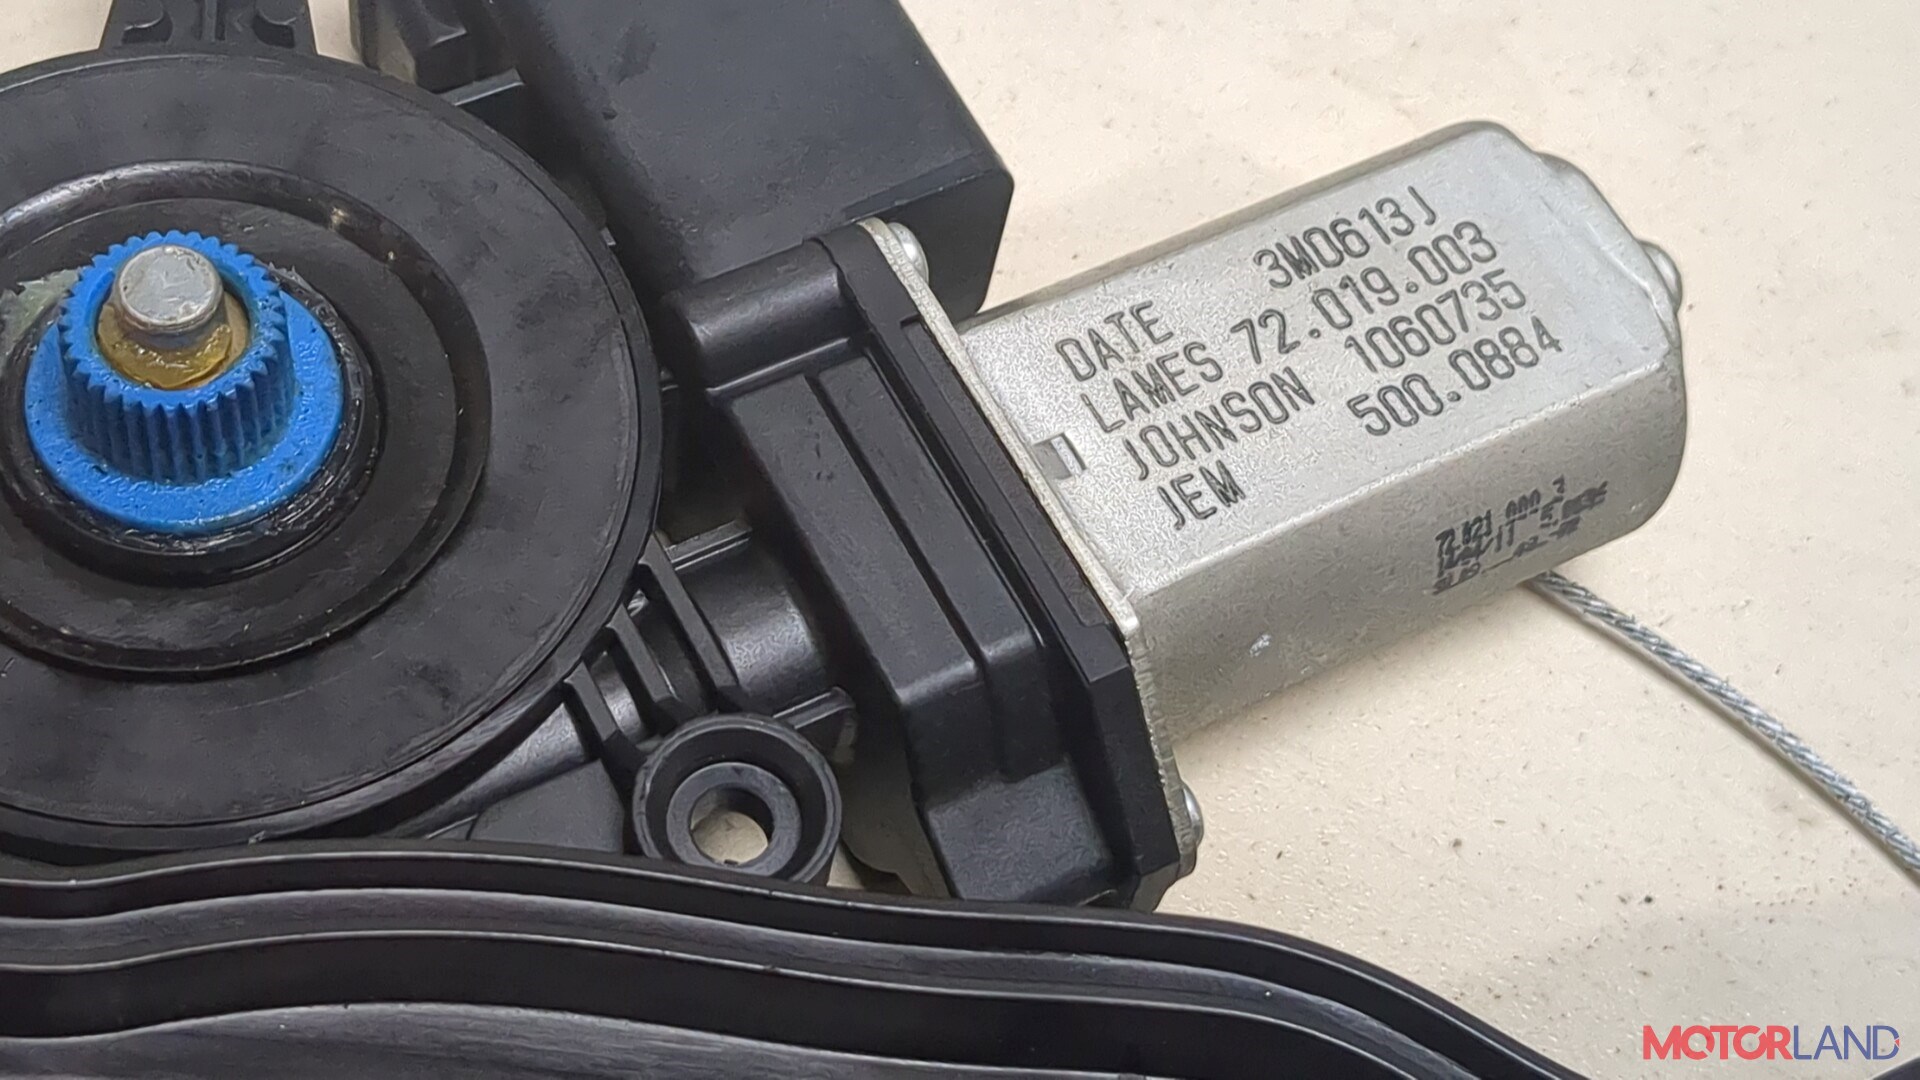 DATE 3M0613J
LAMES 72.019.003
JOHNSON 1060735
JEM 500.0884
MOTORLAND